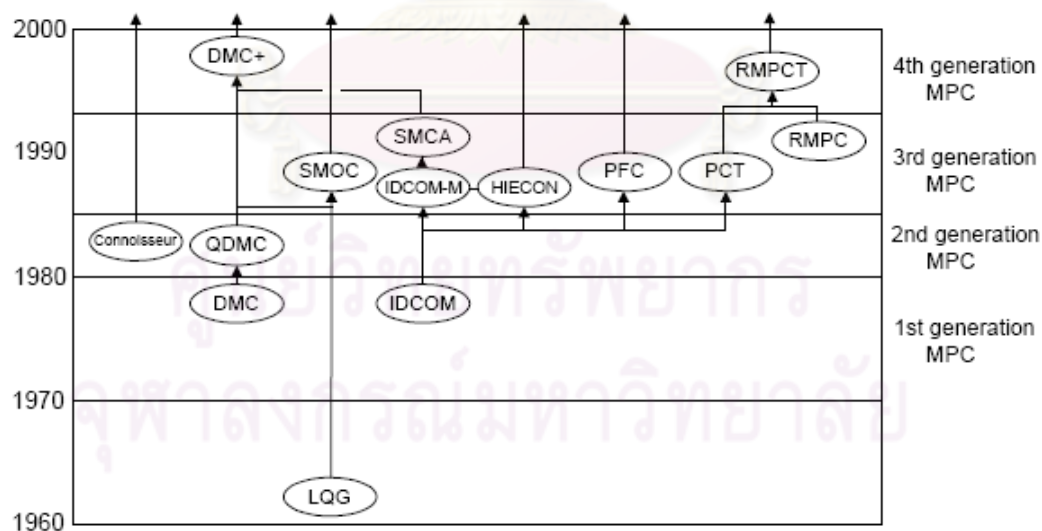 2000
DMC+
RMPCT
4th generation
MPC
1990
SMCA
RMPC
SMOC
IDCOM-M
HIECON
PFC
PCT
3rd generation
MPC
Connoisseur
QDMC
2nd generation
MPC
1980
DMC
IDCOM
1st generation
MPC
ศูนย์วิทยทรัพยากร
1970
จุฬาลงกรณ์มหาวิทยาลัย
LQG
1960